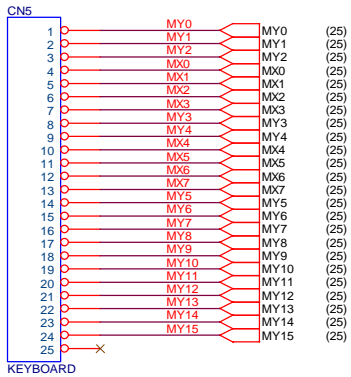 CN5
1 MY0 MY0 (25)
2 MY1 MY1 (25)
3 MY2 MY2 (25)
4 MX0 MX0 (25)
5 MX1 MX1 (25)
6 MX2 MX2 (25)
7 MX3 MX3 (25)
8 MY3 MY3 (25)
9 MY4 MY4 (25)
10 MX4 MX4 (25)
11 MX5 MX5 (25)
12 MX6 MX6 (25)
13 MX7 MX7 (25)
14 MY5 MY5 (25)
15 MY6 MY6 (25)
16 MY7 MY7 (25)
17 MY8 MY8 (25)
18 MY9 MY9 (25)
19 MY10 MY10 (25)
20 MY11 MY11 (25)
21 MY12 MY12 (25)
22 MY13 MY13 (25)
23 MY14 MY14 (25)
24 MY15 MY15 (25)
25
KEYBOARD